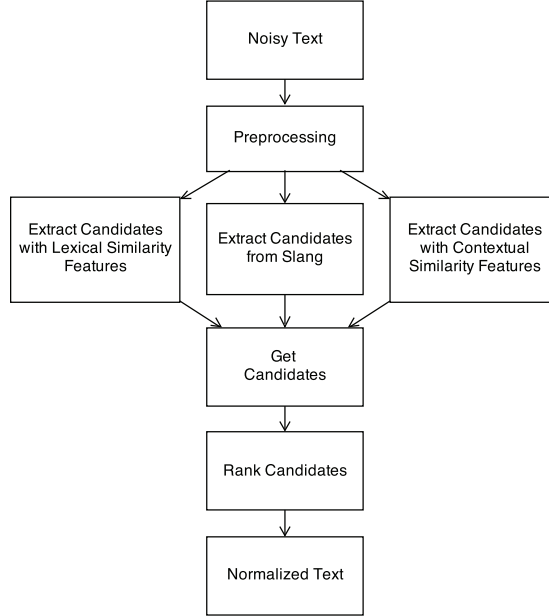 Noisy Text
Preprocessing
Extract Candidates
with Lexical Similarity
Features
Extract Candidates
from Slang
Extract Candidates
with Contextual
Similarity Features
Get
Candidates
Rank Candidates
Normalized Text